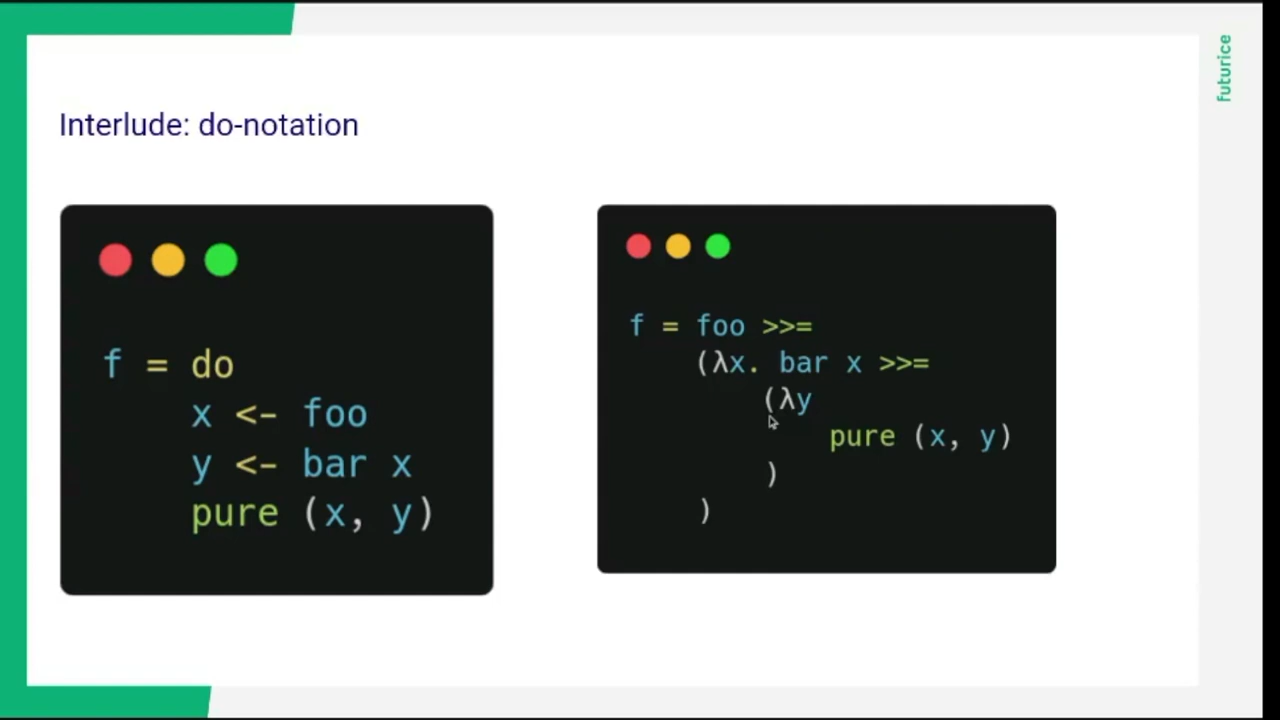 futurice
Interlude: do-notation
f = do
    x <- foo
    y <- bar x
    pure (x, y)
f = foo >>=
    (λx. bar x >>=
        (λy
            pure (x, y)
        )
    )